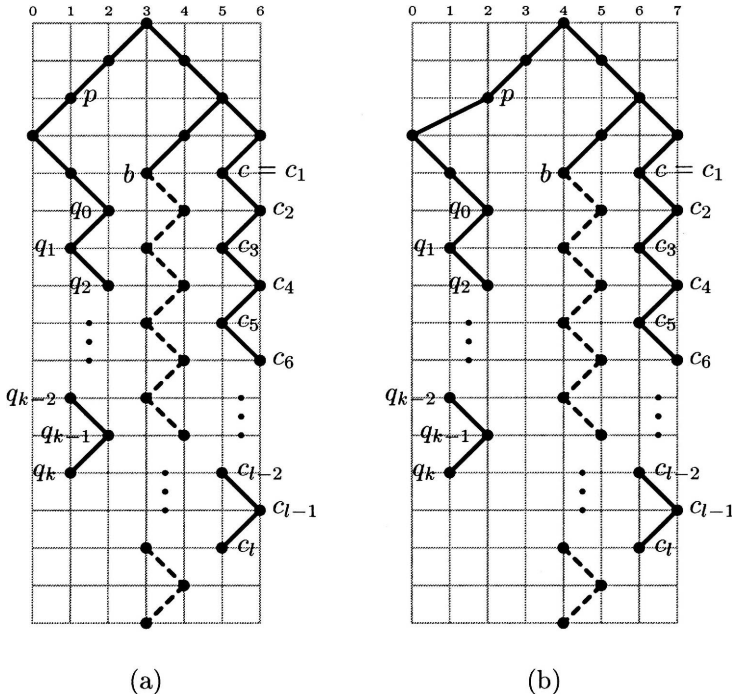 0 1 2 3 4 5 6
p
b c = c₁
q₀ c₂
q₁ c₃
q₂ c₄
c₅
c₆
qₖ₋₂
qₖ₋₁
qₖ cₗ₋₂
cₗ₋₁
cₗ
(a)
0 1 2 3 4 5 6 7
p
b c = c₁
q₀ c₂
q₁ c₃
q₂ c₄
c₅
c₆
qₖ₋₂
qₖ₋₁
qₖ cₗ₋₂
cₗ₋₁
cₗ
(b)